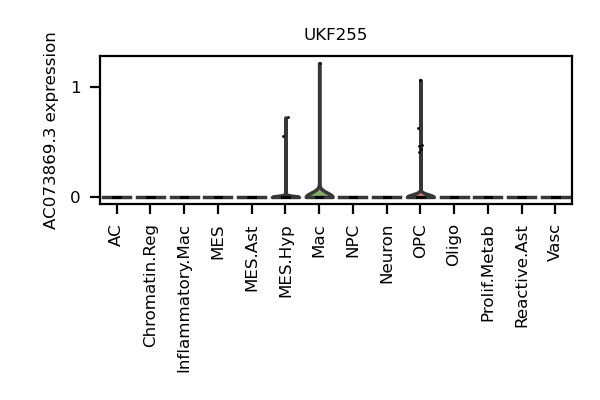 UKF255
AC073869.3 expression
1
0
AC
Chromatin.Reg
Inflammatory.Mac
MES
MES.Ast
MES.Hyp
Mac
NPC
Neuron
OPC
Oligo
Prolif.Metab
Reactive.Ast
Vasc